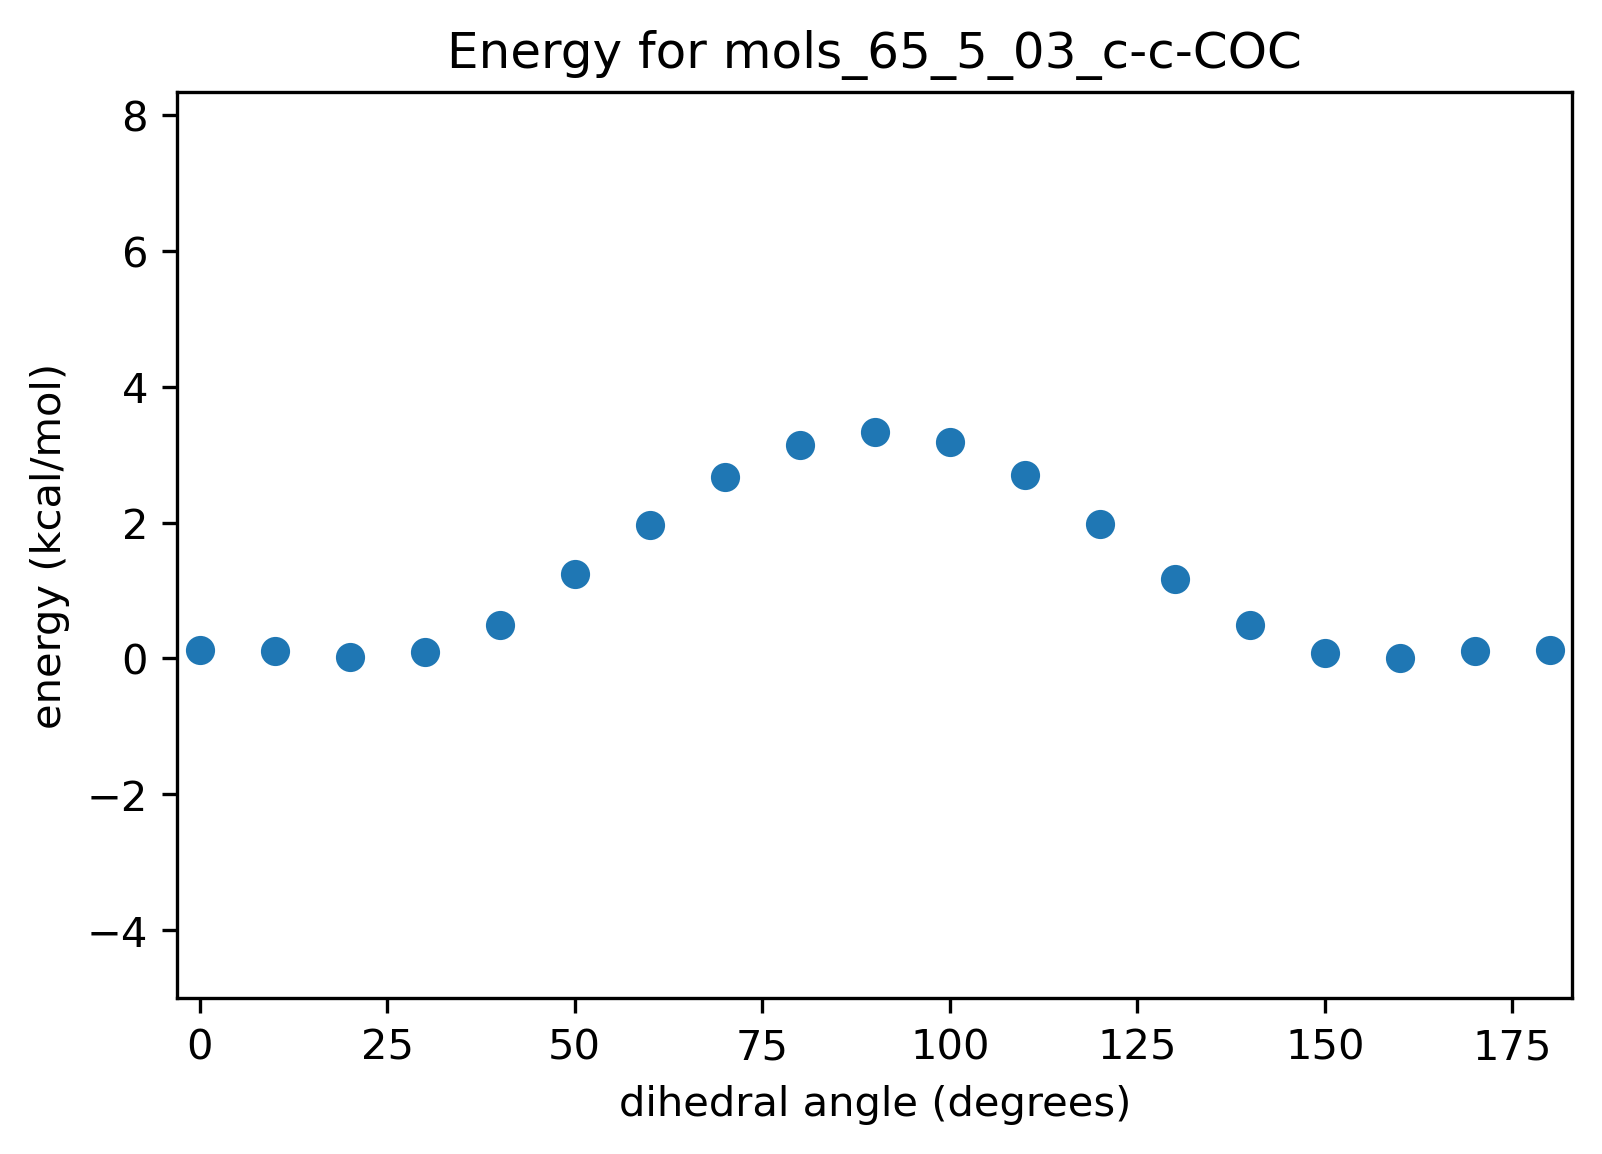 Energy for mols_65_5_03_c-c-COC
energy (kcal/mol)
8
6
4
2
0
−2
−4
0 25 50 75 100 125 150 175
dihedral angle (degrees)